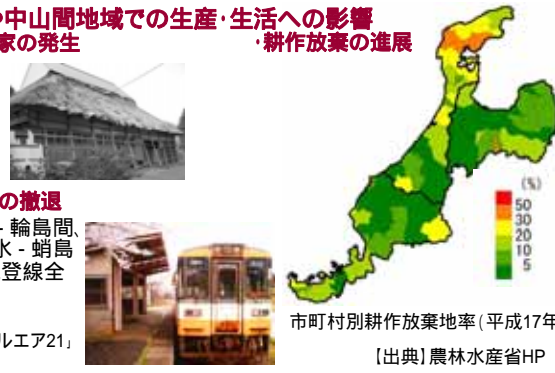 や中山間地域での生産・生活への影響
家の発生
・耕作放棄の進展
の撤退
- 輪島間、
水 - 蛸島
登線全
ルエア21」
(%)
50
30
20
10
5
市町村別耕作放棄地率(平成17年
【出典】農林水産省HP